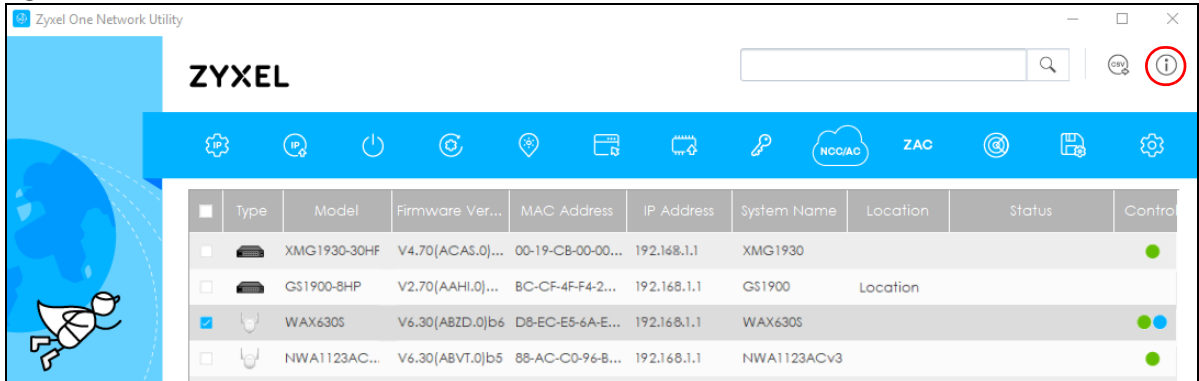 Zyxel One Network Utility
ZYXEL
CSV
IP IP NCC/AC ZAC
Type Model Firmware Ver... MAC Address IP Address System Name Location Status Control
XMG1930-30HF V4.70(ACAS.0)... 00-19-CB-00-00... 192.168.1.1 XMG1930
GS1900-8HP V2.70(AAHI.0)... BC-CF-4F-F4-2... 192.168.1.1 GS1900 Location
WAX630S V6.30(ABZD.0)b6 D8-EC-E5-6A-E... 192.168.1.1 WAX630S
NWA1123AC... V6.30(ABVT.0)b5 88-AC-C0-96-B... 192.168.1.1 NWA1123ACv3